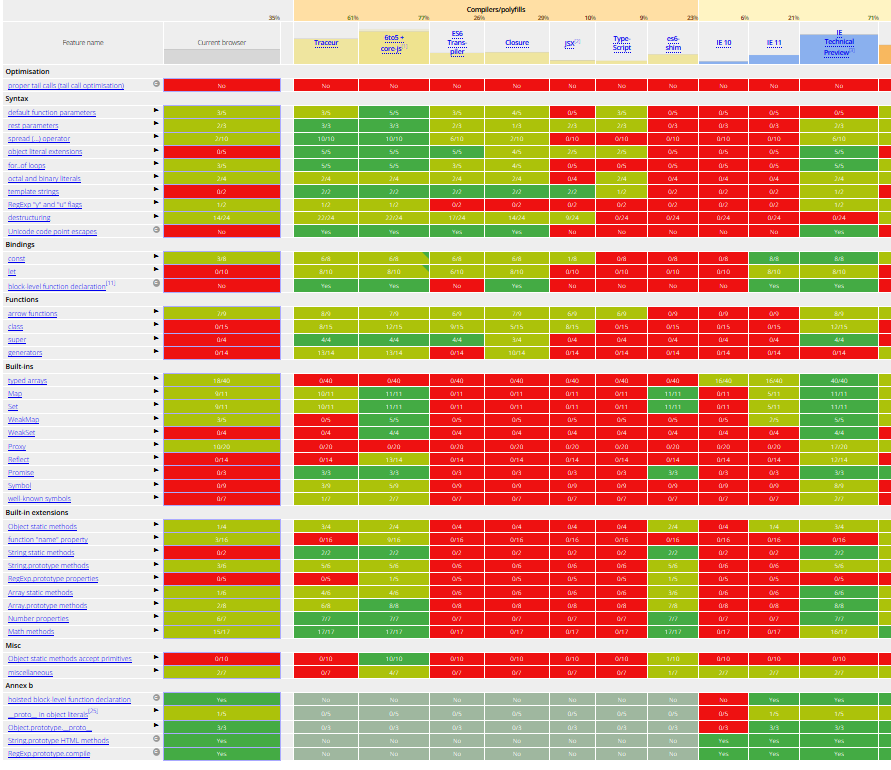 Compilers/polyfills
35% 61% 77% 26% 29% 10% 9% 23% 6% 21% 71%
Feature name Current browser Traceur 6to5 + core-js ES6 Trans-piler Closure JSX[2] Type-Script es6-shim IE 10 IE 11 IE Technical Preview
Optimisation
proper tail calls (tail call optimisation) No No No No No No No No No No No
Syntax
default function parameters 3/5 3/5 5/5 3/5 4/5 0/5 3/5 0/5 0/5 0/5 0/5
rest parameters 2/3 3/3 3/3 2/3 1/3 2/3 2/3 0/3 0/3 0/3 2/3
spread (...) operator 2/10 10/10 10/10 6/10 2/10 0/10 0/10 0/10 0/10 0/10 6/10
object literal extensions 0/5 5/5 5/5 5/5 4/5 2/5 2/5 0/5 0/5 0/5 5/5
for..of loops 3/5 5/5 5/5 3/5 4/5 0/5 0/5 0/5 0/5 0/5 5/5
octal and binary literals 2/4 2/4 2/4 2/4 2/4 0/4 2/4 2/4 0/4 0/4 2/4
template strings 0/2 2/2 2/2 2/2 2/2 2/2 1/2 0/2 0/2 0/2 1/2
RegExp "y" and "u" flags 1/2 1/2 1/2 0/2 0/2 0/2 0/2 0/2 0/2 0/2 1/2
destructuring 14/24 22/24 22/24 17/24 14/24 9/24 0/24 0/24 0/24 0/24 0/24
Unicode code point escapes No Yes Yes Yes Yes No No No No No Yes
Bindings
const 3/8 6/8 6/8 6/8 6/8 1/8 0/8 0/8 0/8 8/8 8/8
let 0/10 8/10 8/10 6/10 8/10 0/10 0/10 0/10 0/10 8/10 8/10
block-level function declaration[11] No Yes Yes No Yes No No No No Yes Yes
Functions
arrow functions 7/9 8/9 7/9 6/9 7/9 6/9 6/9 0/9 0/9 0/9 8/9
class 0/15 8/15 12/15 9/15 5/15 8/15 0/15 0/15 0/15 0/15 12/15
super 0/4 4/4 4/4 4/4 3/4 0/4 0/4 0/4 0/4 0/4 4/4
generators 0/14 13/14 13/14 0/14 10/14 0/14 0/14 0/14 0/14 0/14 0/14
Built-ins
typed arrays 18/40 0/40 0/40 0/40 0/40 0/40 0/40 0/40 16/40 16/40 40/40
Map 9/11 10/11 11/11 0/11 0/11 0/11 0/11 11/11 0/11 5/11 11/11
Set 9/11 10/11 11/11 0/11 0/11 0/11 0/11 11/11 0/11 5/11 11/11
WeakMap 3/5 0/5 5/5 0/5 0/5 0/5 0/5 0/5 0/5 2/5 5/5
WeakSet 0/4 0/4 4/4 0/4 0/4 0/4 0/4 0/4 0/4 0/4 4/4
Proxy 10/20 0/20 0/20 0/20 0/20 0/20 0/20 0/20 0/20 0/20 17/20
Reflect 0/14 0/14 13/14 0/14 0/14 0/14 0/14 0/14 0/14 0/14 12/14
Promise 0/3 3/3 3/3 0/3 0/3 0/3 0/3 3/3 0/3 0/3 3/3
Symbol 0/9 3/9 5/9 0/9 0/9 0/9 0/9 0/9 0/9 0/9 8/9
well-known symbols 0/7 1/7 2/7 0/7 0/7 0/7 0/7 0/7 0/7 0/7 2/7
Built-in extensions
Object static methods 1/4 3/4 2/4 0/4 0/4 0/4 0/4 2/4 0/4 1/4 3/4
function "name" property 3/16 0/16 9/16 0/16 0/16 0/16 0/16 0/16 0/16 0/16 0/16
String static methods 0/2 2/2 2/2 0/2 0/2 0/2 0/2 2/2 0/2 0/2 2/2
String.prototype methods 3/6 5/6 5/6 0/6 0/6 0/6 0/6 5/6 0/6 0/6 5/6
RegExp.prototype properties 0/5 0/5 1/5 0/5 0/5 0/5 0/5 1/5 0/5 0/5 0/5
Array static methods 1/6 4/6 4/6 0/6 0/6 0/6 0/6 3/6 0/6 0/6
Array.prototype methods 2/8 6/8 8/8 0/8 0/8 0/8 0/8 7/8 0/8 0/8 8/8
Number properties 6/7 7/7 7/7 0/7 0/7 0/7 0/7 7/7 0/7 0/7 7/7
Math methods 15/17 17/17 17/17 0/17 0/17 0/17 0/17 17/17 0/17 0/17 16/17
Misc
Object static methods accept primitives 0/10 0/10 10/10 0/10 0/10 0/10 0/10 1/10 0/10 0/10 0/10
miscellaneous 2/7 0/7 4/7 0/7 0/7 0/7 0/7 1/7 2/7 2/7 2/7
Annex b
hoisted block-level function declaration Yes No No No No No No No No Yes Yes
__proto__ in object literals[25] 1/5 0/5 0/5 0/5 0/5 0/5 0/5 0/5 0/5 1/5 1/5
Object.prototype.__proto__ 3/3 0/3 0/3 0/3 0/3 0/3 0/3 0/3 0/3 3/3 3/3
String.prototype HTML methods Yes No No No No No No No Yes Yes Yes
RegExp.prototype.compile Yes No No No No No No No Yes Yes Yes